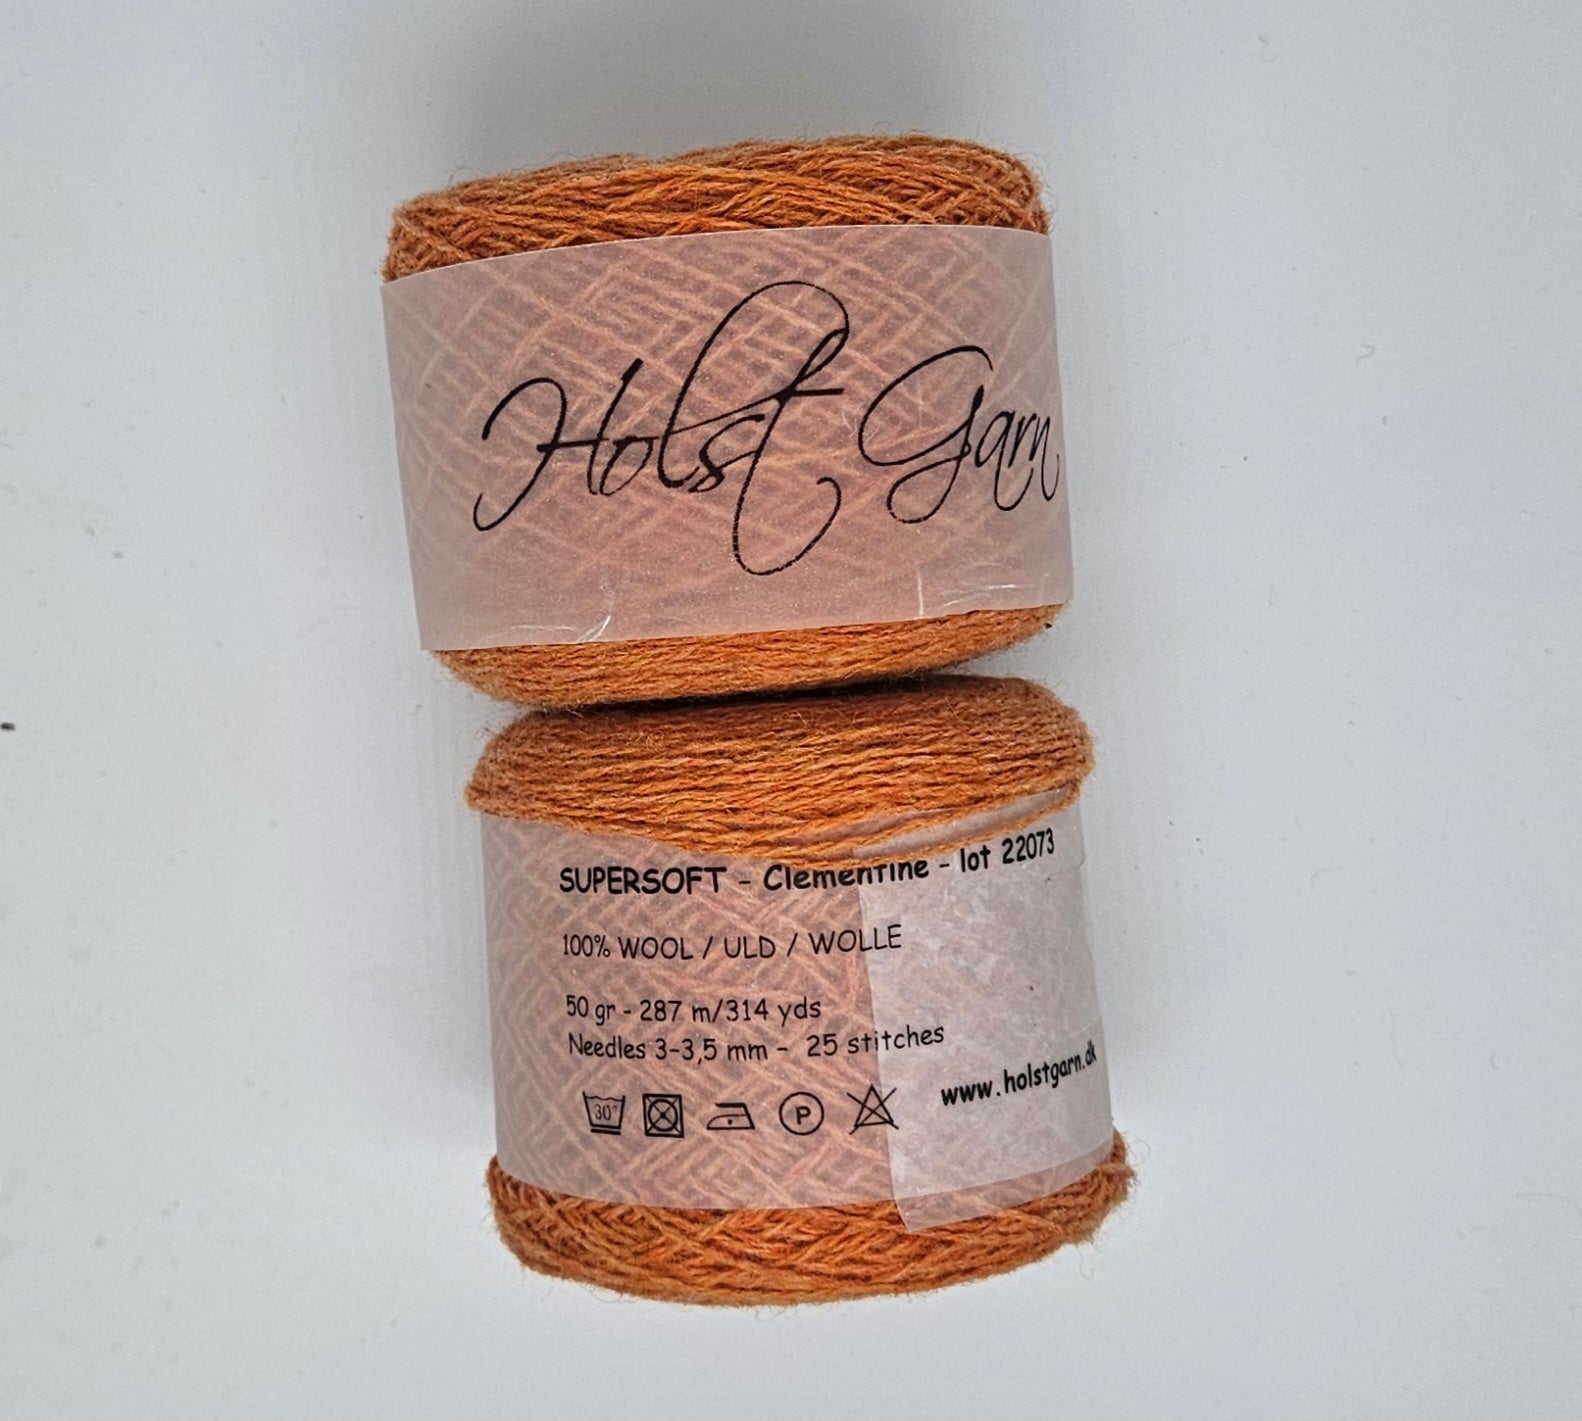 Holst Garn
SUPERSOFT - Clementine - lot 22073
100% WOOL / ULD / WOLLE
50 gr - 287 m/314 yds
Needles 3-3,5 mm - 25 stitches
30°
P
www.holstgarn.dk